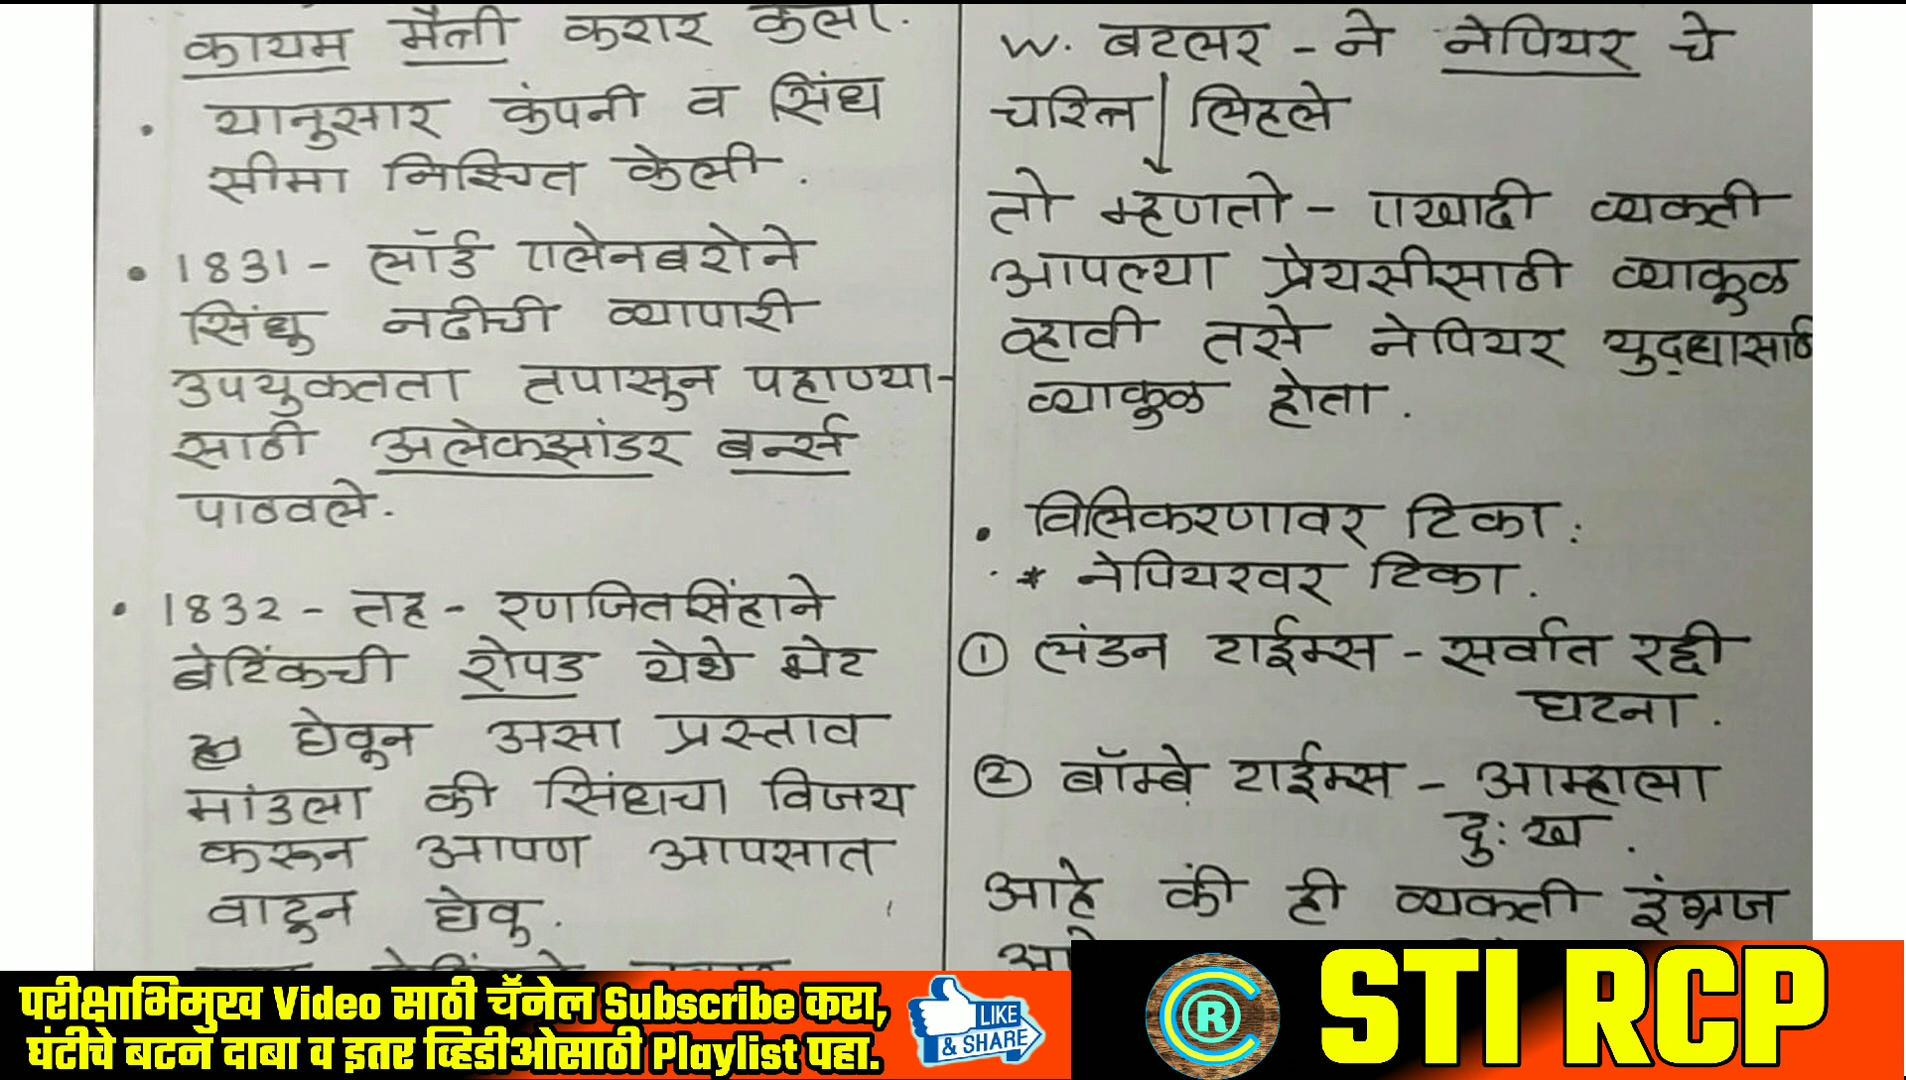 कायम मैत्री करार केला.
• यानुसार कंपनी व सिंध
सीमा निश्चित केली.
• 1831 - लॉर्ड एलेनबरोने
सिंधु नदीची व्यापारी
उपयुक्तता तपासून पहाण्या-
साठी अलेक्झांडर बर्न्स
पाठवले.
• 1832 - तह - रणजितसिंहाने
बेटिंकची रोपड येथे भेट
घेवून असा प्रस्ताव
मांडला की सिंधचा विजय
करून आपण आपसात
वाटून घेवु.
W. बटलर - ने नेपियर चे
चरित्र लिहले
तो म्हणतो - एखादी व्यक्ती
आपल्या प्रेयसीसाठी व्याकूळ
व्हावी तसे नेपियर युद्धासाठी
व्याकूळ होता.
• विलिकरणावर टिका :
* नेपियरवर टिका.
① लंडन टाईम्स - सर्वात रद्दी
घटना.
② बॉम्बे टाईम्स - आम्हाला
दुःख.
आहे की ही व्यक्ती इंग्रज
परीक्षाभिमुख Video साठी चॅनेल Subscribe करा,
घंटीचे बटन दाबा व इतर व्हिडीओसाठी Playlist पहा.
LIKE
& SHARE
R
STI RCP